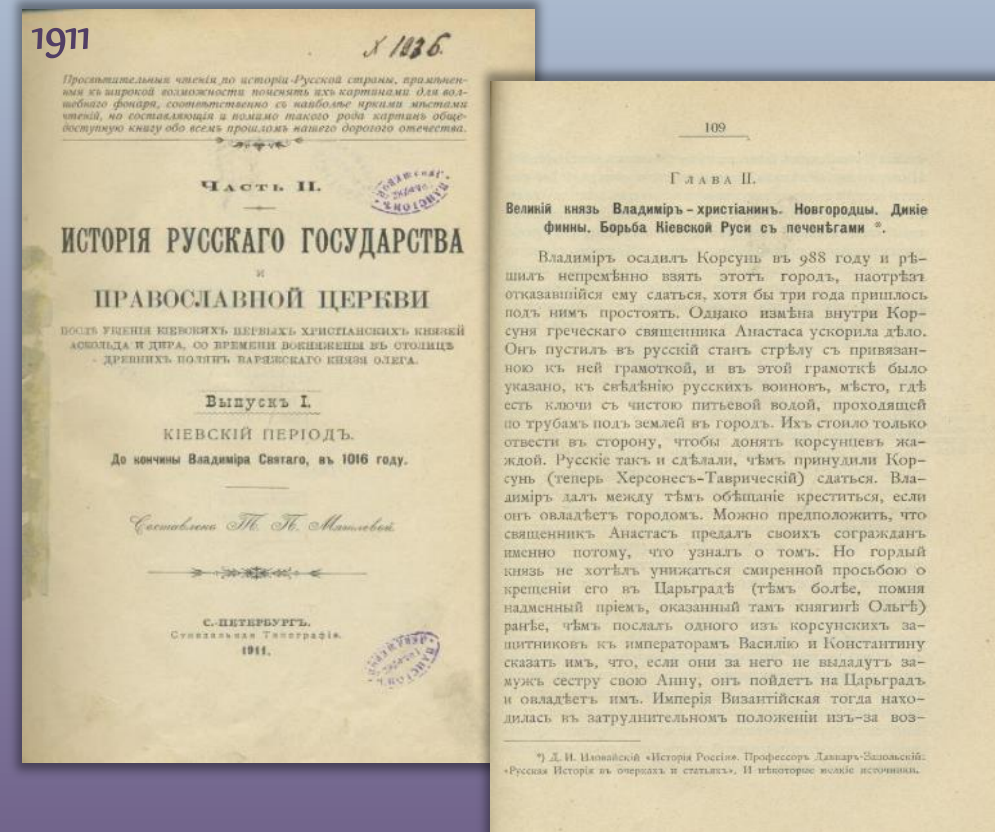 1911
№ 1936.
Просвѣтительныя чтенія по исторіи Русской страны, примѣнен-
ныя къ широкой возможности пояснять ихъ картинами для вол-
шебнаго фонаря, соотвѣтственно съ наиболѣе яркими мѣстами
чтеній, но составляющія и помимо такого рода картинъ обще-
доступную книгу обо всемъ прошломъ нашего дорогого отечества.
Часть II.
ИСТОРІЯ РУССКАГО ГОСУДАРСТВА
и
ПРАВОСЛАВНОЙ ЦЕРКВИ
ПОСЛѢ УБІЕНІЯ КІЕВСКИХЪ ПЕРВЫХЪ ХРИСТІАНСКИХЪ КНЯЗЕЙ
АСКОЛЬДА И ДИРА, СО ВРЕМЕНИ ВОКНЯЖЕНІЯ ВЪ СТОЛИЦѢ
ДРЕВНИХЪ ПОЛЯНЪ ВАРЯЖСКАГО КНЯЗЯ ОЛЕГА.
Выпускъ I.
КІЕВСКІЙ ПЕРІОДЪ.
До кончины Владиміра Святаго, въ 1016 году.
Составлено Т. П. Мятлевой.
С.-ПЕТЕРБУРГЪ.
Синодальная Типографія.
1911.
109
Глава II.
Великій князь Владиміръ – христіанинъ. Новгородцы. Дикіе
финны. Борьба Кіевской Руси съ печенѣгами *.
Владиміръ осадилъ Корсунь въ 988 году и рѣ-
шилъ непремѣнно взять этотъ городъ, наотрѣзъ
отказавшійся ему сдаться, хотя бы три года пришлось
подъ нимъ простоять. Однако измѣна внутри Кор-
суня греческаго священника Анастаса ускорила дѣло.
Онъ пустилъ въ русскій станъ стрѣлу съ привязан-
ною къ ней грамоткой, и въ этой грамоткѣ было
указано, къ свѣдѣнію русскихъ воиновъ, мѣсто, гдѣ
есть ключи съ чистою питьевой водой, проходящей
по трубамъ подъ землей въ городъ. Ихъ стоило только
отвести въ сторону, чтобы донять корсунцевъ жа-
ждой. Русскіе такъ и сдѣлали, чѣмъ принудили Кор-
сунь (теперь Херсонесъ-Таврическій) сдаться. Вла-
диміръ далъ между тѣмъ обѣщаніе креститься, если
онъ овладѣетъ городомъ. Можно предположить, что
священникъ Анастасъ предалъ своихъ согражданъ
именно потому, что узналъ о томъ. Но гордый
князь не хотѣлъ унижаться смиренной просьбою о
крещеніи его въ Царьградѣ (тѣмъ болѣе, помня
надменный пріемъ, оказанный тамъ княгинѣ Ольгѣ)
ранѣе, чѣмъ послалъ одного изъ корсунскихъ за-
щитниковъ къ императорамъ Василію и Константину
сказать имъ, что, если они за него не выдадутъ за-
мужъ сестру свою Анну, онъ пойдетъ на Царьградъ
и овладѣетъ имъ. Имперія Византійская тогда нахо-
дилась въ затруднительномъ положеніи изъ-за воз-
*) Д. И. Иловайскій «Исторія Россіи». Профессоръ Довнаръ-Запольскій:
«Русская Исторія въ очеркахъ и статьяхъ». И нѣкоторые мелкіе источники.